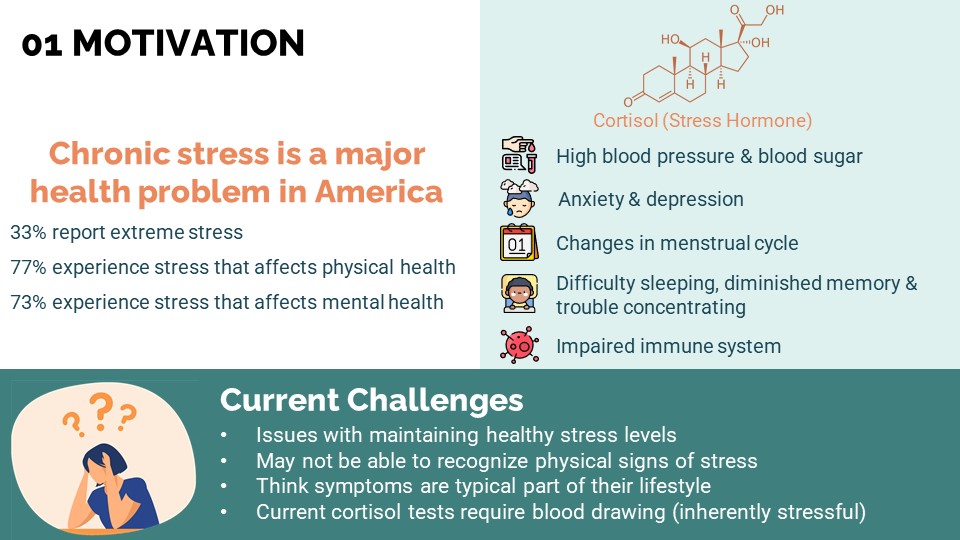 01 MOTIVATION
Chronic stress is a major
health problem in America
33% report extreme stress
77% experience stress that affects physical health
73% experience stress that affects mental health
O
OH
HO
OH
H
H
H
O
Cortisol (Stress Hormone)
High blood pressure & blood sugar
Anxiety & depression
01
Changes in menstrual cycle
Difficulty sleeping, diminished memory &
trouble concentrating
Impaired immune system
???
Current Challenges
• Issues with maintaining healthy stress levels
• May not be able to recognize physical signs of stress
• Think symptoms are typical part of their lifestyle
• Current cortisol tests require blood drawing (inherently stressful)